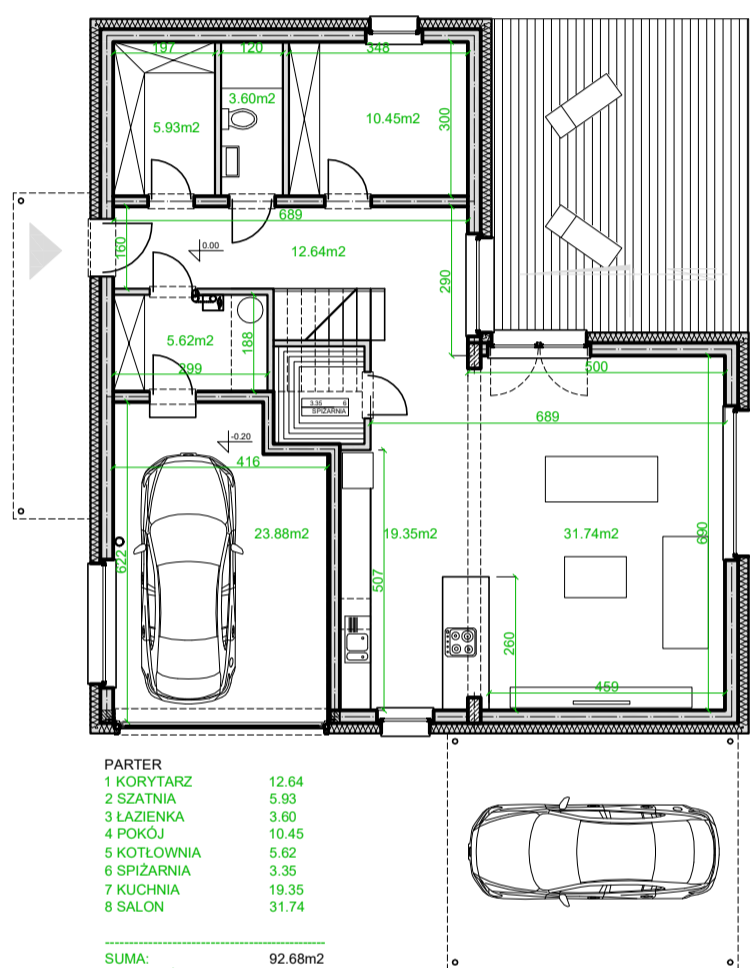 197
120
348
3.60m2
5.93m2
10.45m2
300
689
0.00
160
12.64m2
290
5.62m2
188
299
500
3.35 6
SPIŻARNIA
689
-0.20
416
23.88m2
19.35m2
31.74m2
690
622
507
260
459
PARTER
1 KORYTARZ 12.64
2 SZATNIA 5.93
3 ŁAZIENKA 3.60
4 POKÓJ 10.45
5 KOTŁOWNIA 5.62
6 SPIŻARNIA 3.35
7 KUCHNIA 19.35
8 SALON 31.74
------------------------------------------------
SUMA: 92.68m2